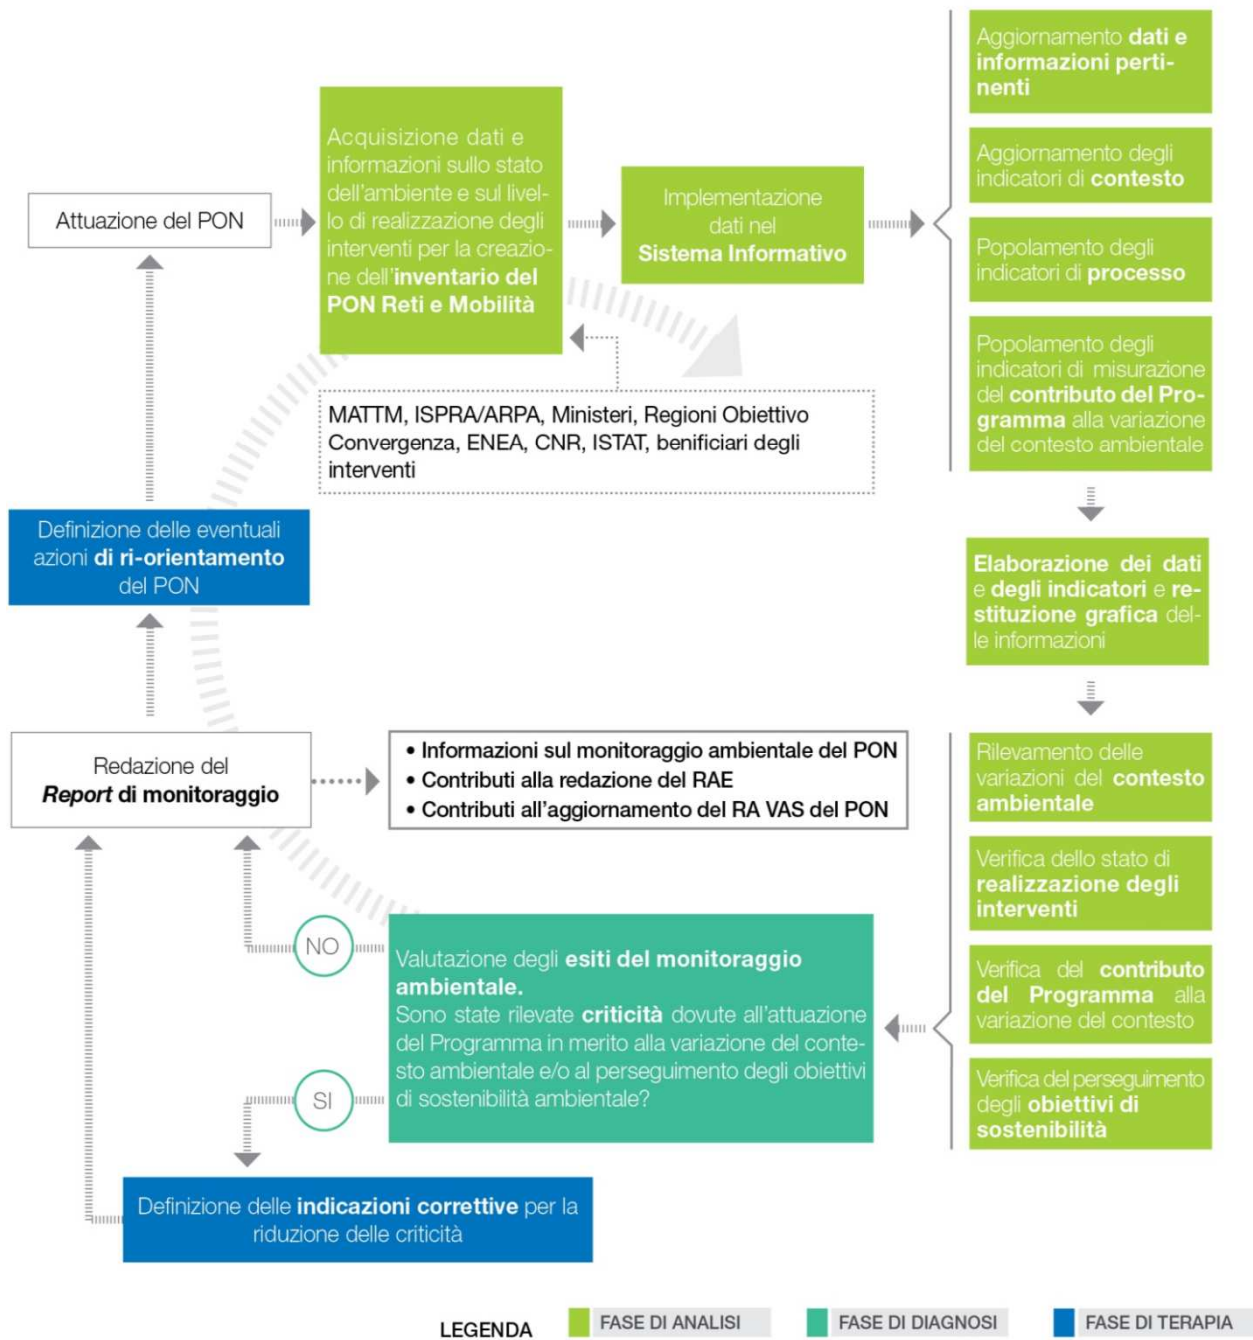 Attuazione del PON
Acquisizione dati e
informazioni sullo stato
dell'ambiente e sul livel-
lo di realizzazione degli
interventi per la creazio-
ne dell'inventario del
PON Reti e Mobilità
Implementazione
dati nel
Sistema Informativo
Aggiornamento dati e
informazioni perti-
nenti
Aggiornamento degli
indicatori di contesto
Popolamento degli
indicatori di processo
Popolamento degli
indicatori di misurazione
del contributo del Pro-
gramma alla variazione
del contesto ambientale
MATTM, ISPRA/ARPA, Ministeri, Regioni Obiettivo
Convergenza, ENEA, CNR, ISTAT, benificiari degli
interventi
Definizione delle eventuali
azioni di ri-orientamento
del PON
Elaborazione dei dati
e degli indicatori e re-
stituzione grafica del-
le informazioni
Redazione del
Report di monitoraggio
• Informazioni sul monitoraggio ambientale del PON
• Contributi alla redazione del RAE
• Contributi all'aggiornamento del RA VAS del PON
Rilevamento delle
variazioni del contesto
ambientale
Verifica dello stato di
realizzazione degli
interventi
Verifica del contributo
del Programma alla
variazione del contesto
Verifica del perseguimento
degli obiettivi di
sostenibilità
NO
Valutazione degli esiti del monitoraggio
ambientale.
Sono state rilevate criticità dovute all'attuazione
del Programma in merito alla variazione del conte-
sto ambientale e/o al perseguimento degli obiettivi
di sostenibilità ambientale?
SI
Definizione delle indicazioni correttive per la
riduzione delle criticità
LEGENDA
FASE DI ANALISI
FASE DI DIAGNOSI
FASE DI TERAPIA